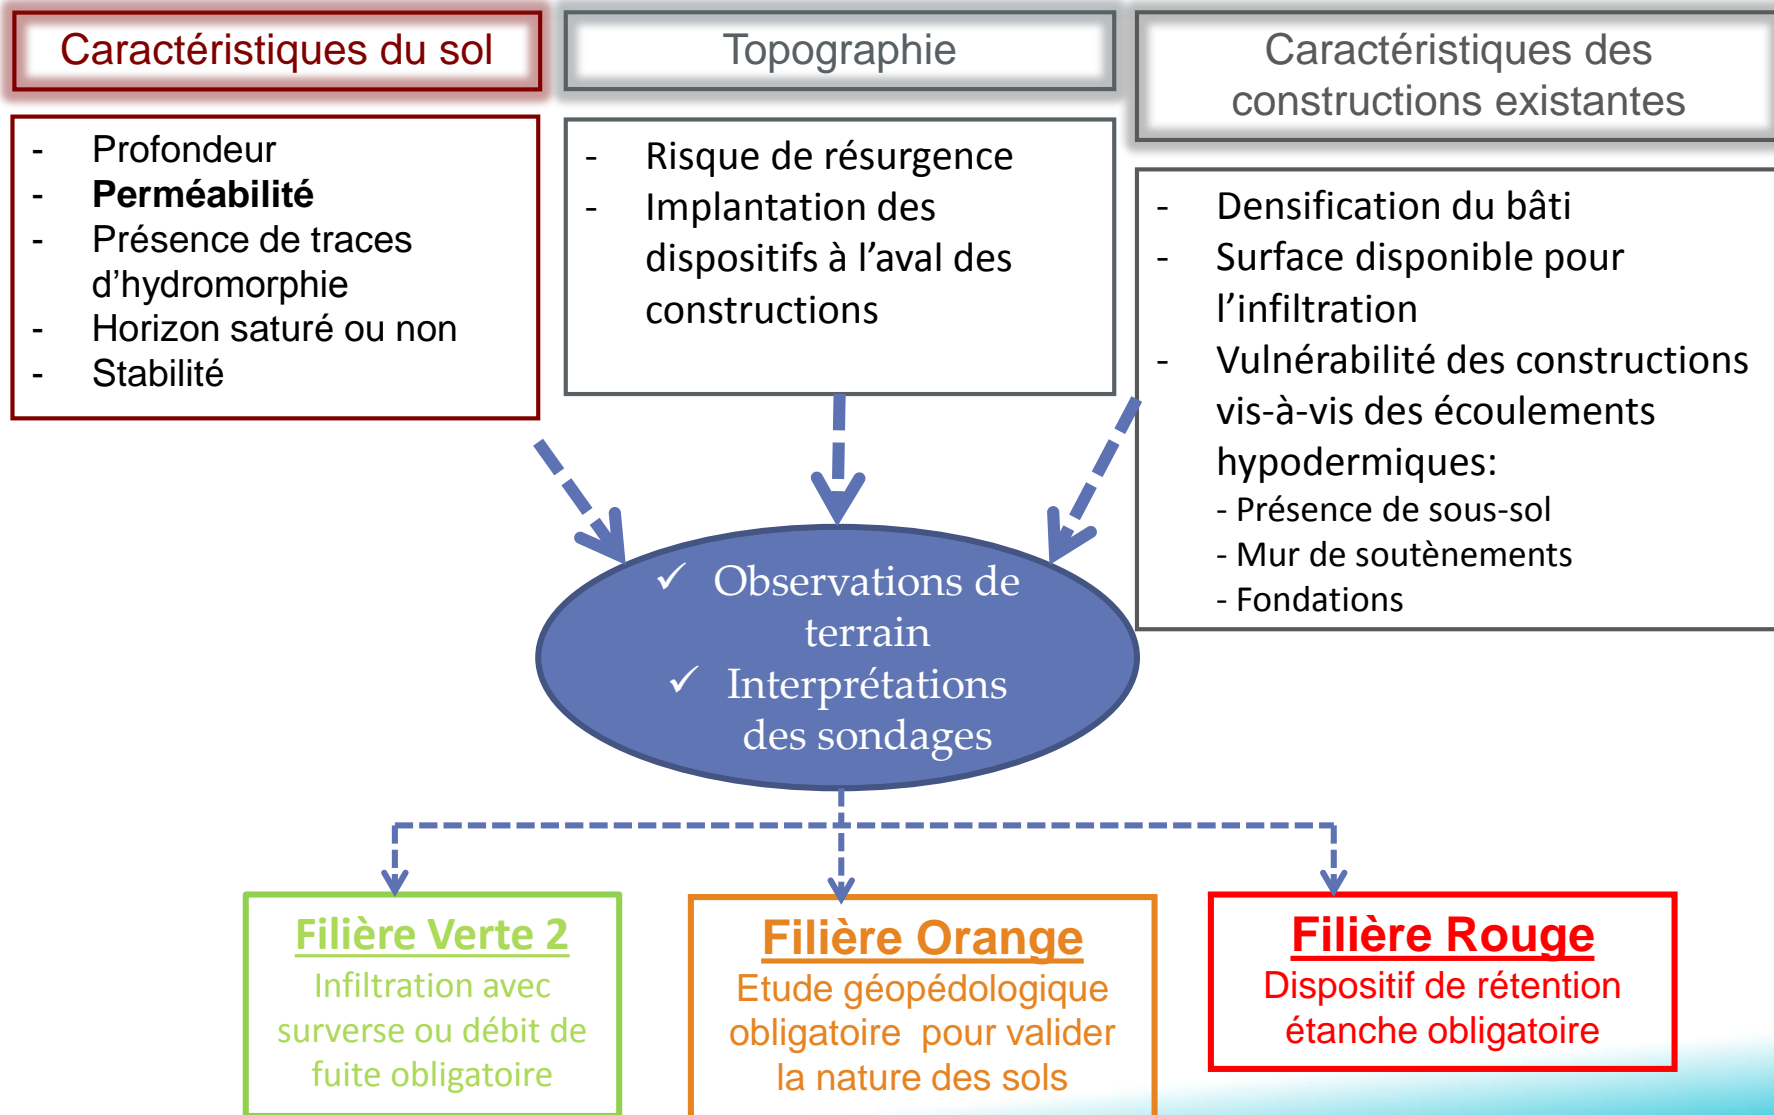 Caractéristiques du sol
- Profondeur
- Perméabilité
- Présence de traces
d'hydromorphie
- Horizon saturé ou non
- Stabilité
Topographie
- Risque de résurgence
- Implantation des
dispositifs à l'aval des
constructions
Caractéristiques des
constructions existantes
- Densification du bâti
- Surface disponible pour
l'infiltration
- Vulnérabilité des constructions
vis-à-vis des écoulements
hypodermiques:
- Présence de sous-sol
- Mur de soutènements
- Fondations
✓ Observations de
terrain
✓ Interprétations
des sondages
Filière Verte 2
Infiltration avec
surverse ou débit de
fuite obligatoire
Filière Orange
Etude géopédologique
obligatoire pour valider
la nature des sols
Filière Rouge
Dispositif de rétention
étanche obligatoire